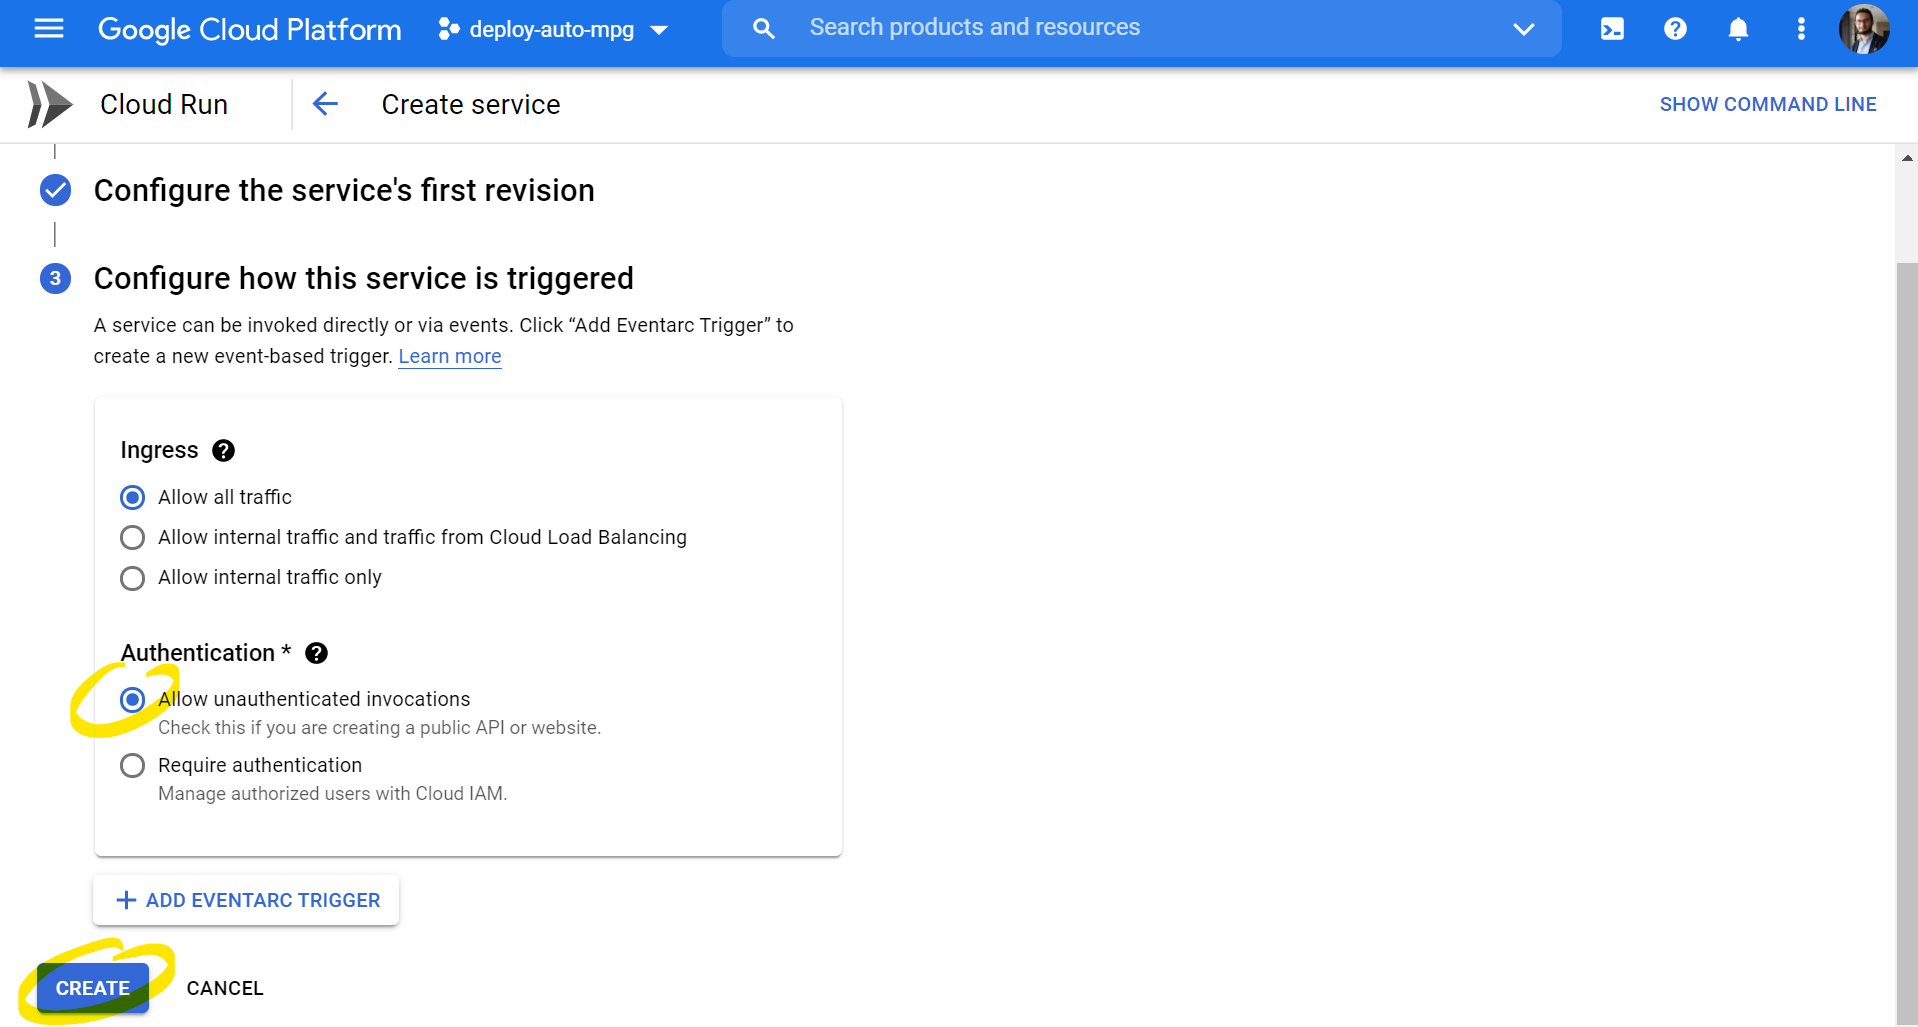 Google Cloud Platform
deploy-auto-mpg
Search products and resources
Cloud Run
Create service
SHOW COMMAND LINE
Configure the service's first revision
3
Configure how this service is triggered
A service can be invoked directly or via events. Click “Add Eventarc Trigger” to
create a new event-based trigger. Learn more
Ingress
Allow all traffic
Allow internal traffic and traffic from Cloud Load Balancing
Allow internal traffic only
Authentication *
Allow unauthenticated invocations
Check this if you are creating a public API or website.
Require authentication
Manage authorized users with Cloud IAM.
ADD EVENTARC TRIGGER
CREATE
CANCEL